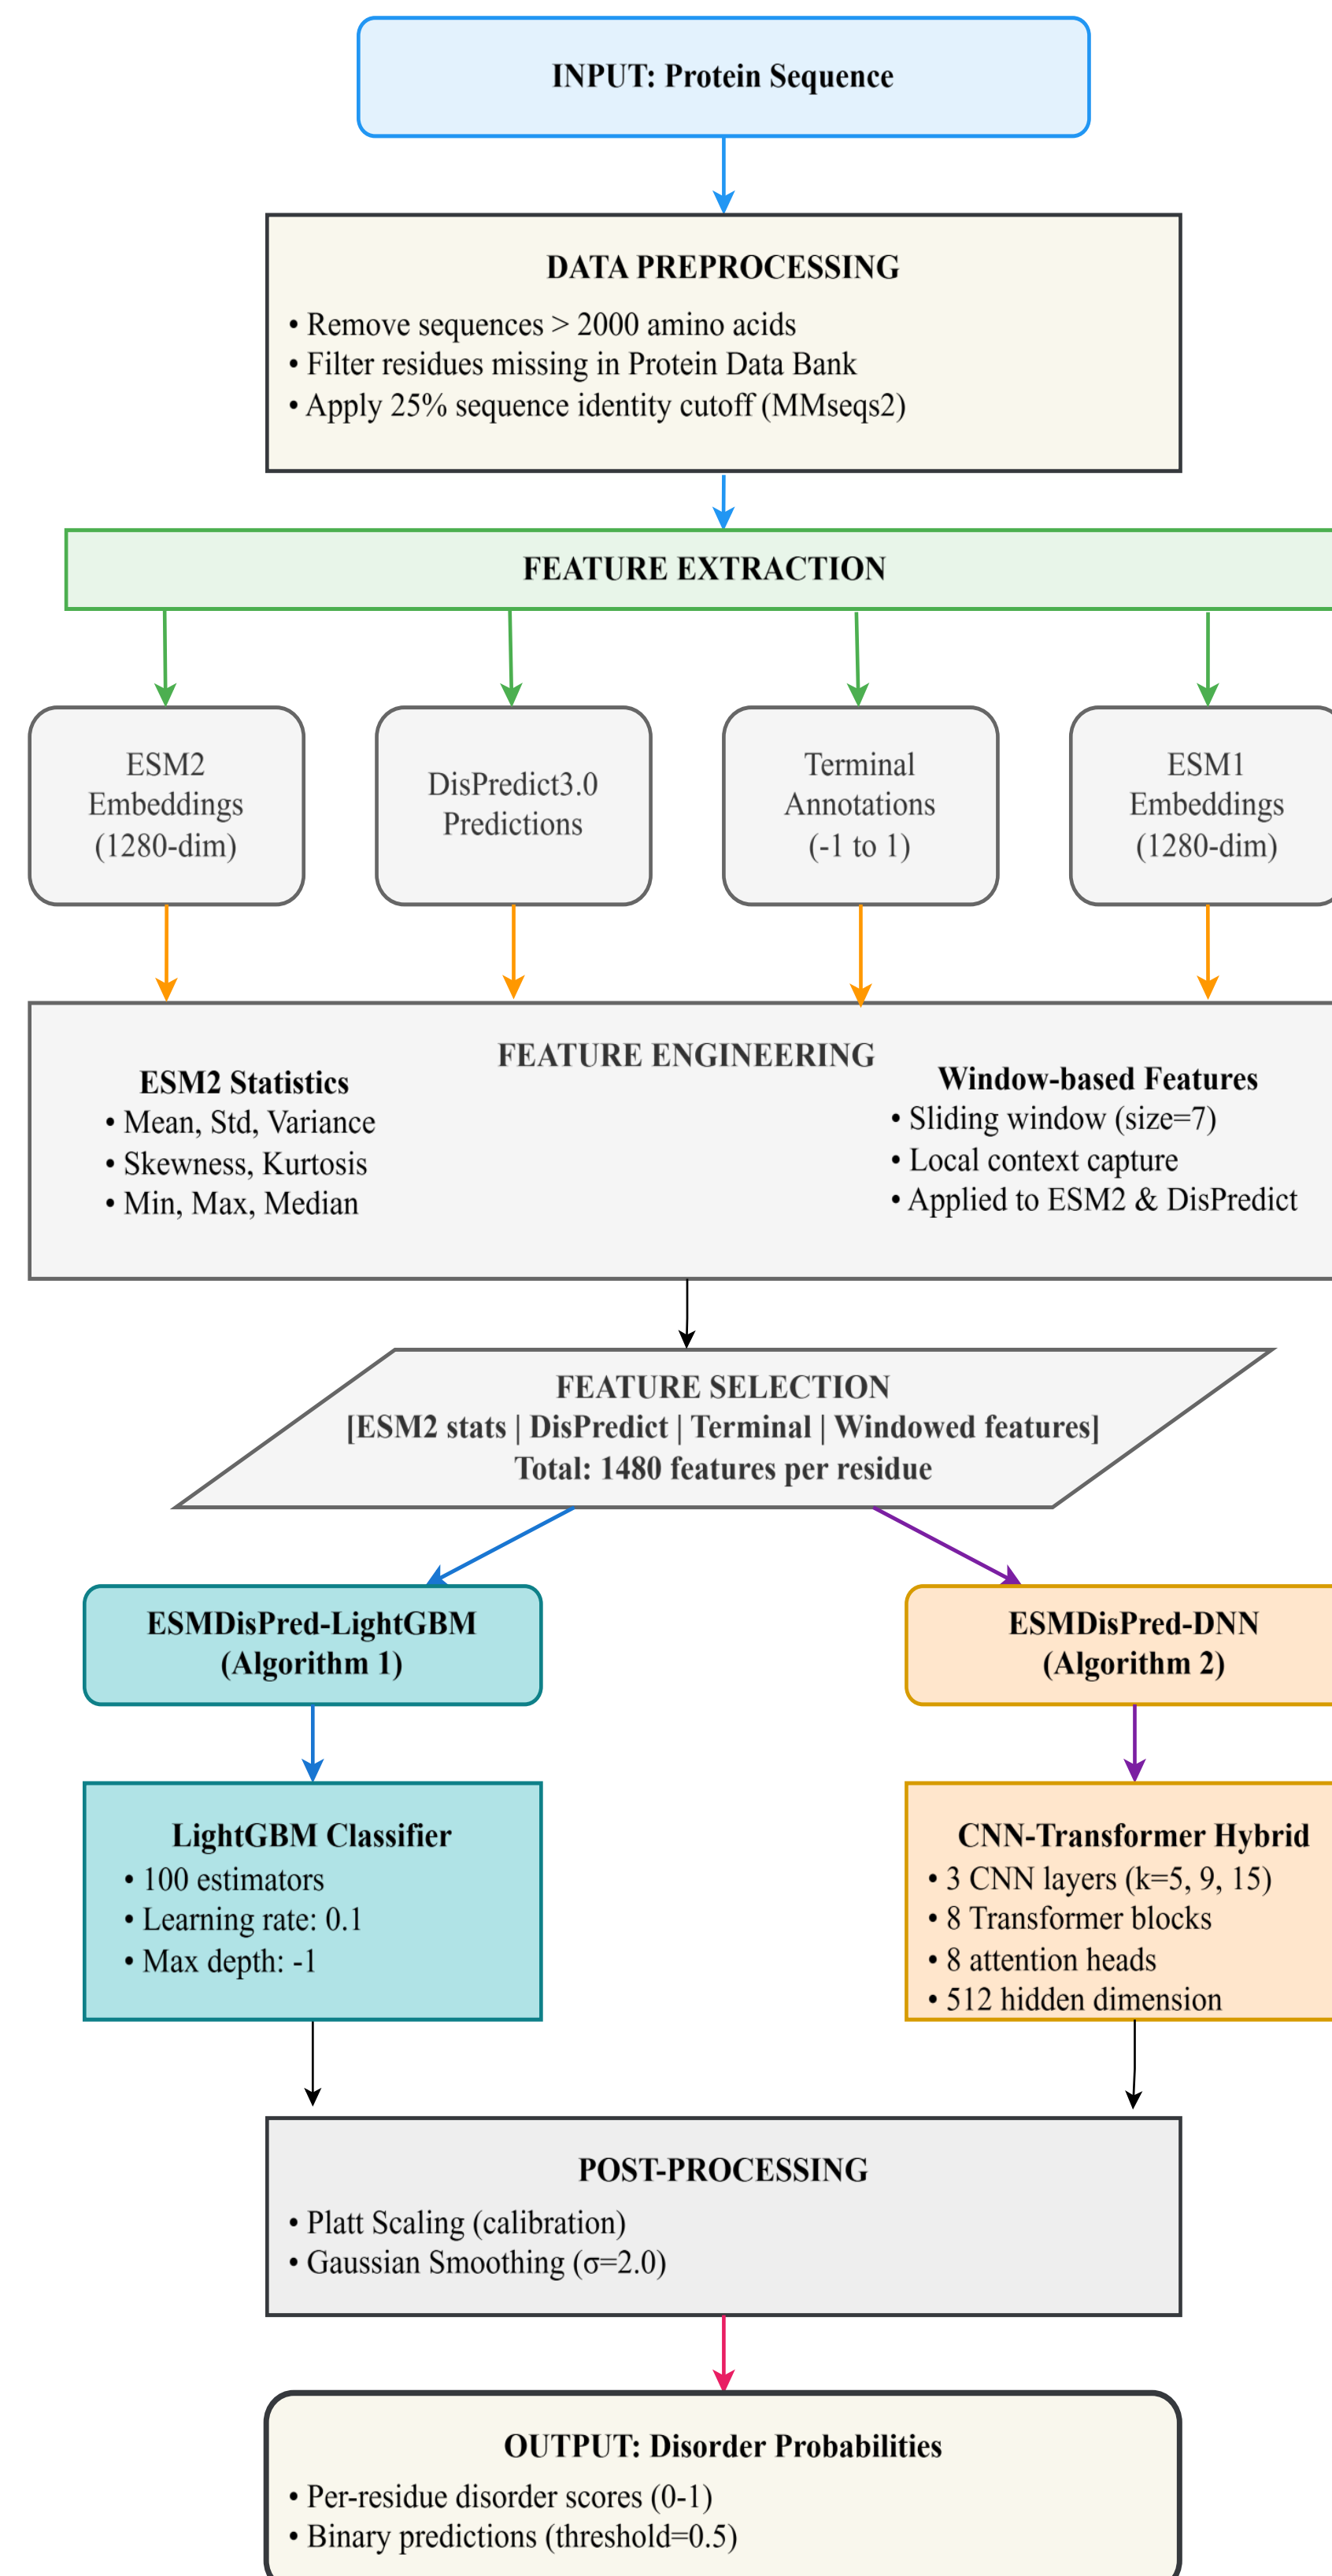 INPUT: Protein Sequence
DATA PREPROCESSING
• Remove sequences > 2000 amino acids
• Filter residues missing in Protein Data Bank
• Apply 25% sequence identity cutoff (MMseqs2)
FEATURE EXTRACTION
ESM2
Embeddings
(1280-dim)
DisPredict3.0
Predictions
Terminal
Annotations
(-1 to 1)
ESM1
Embeddings
(1280-dim)
FEATURE ENGINEERING
ESM2 Statistics
• Mean, Std, Variance
• Skewness, Kurtosis
• Min, Max, Median
Window-based Features
• Sliding window (size=7)
• Local context capture
• Applied to ESM2 & DisPredict
FEATURE SELECTION
[ESM2 stats | DisPredict | Terminal | Windowed features]
Total: 1480 features per residue
ESMDisPred-LightGBM
(Algorithm 1)
ESMDisPred-DNN
(Algorithm 2)
LightGBM Classifier
• 100 estimators
• Learning rate: 0.1
• Max depth: -1
CNN-Transformer Hybrid
• 3 CNN layers (k=5, 9, 15)
• 8 Transformer blocks
• 8 attention heads
• 512 hidden dimension
POST-PROCESSING
• Platt Scaling (calibration)
• Gaussian Smoothing (σ=2.0)
OUTPUT: Disorder Probabilities
• Per-residue disorder scores (0-1)
• Binary predictions (threshold=0.5)